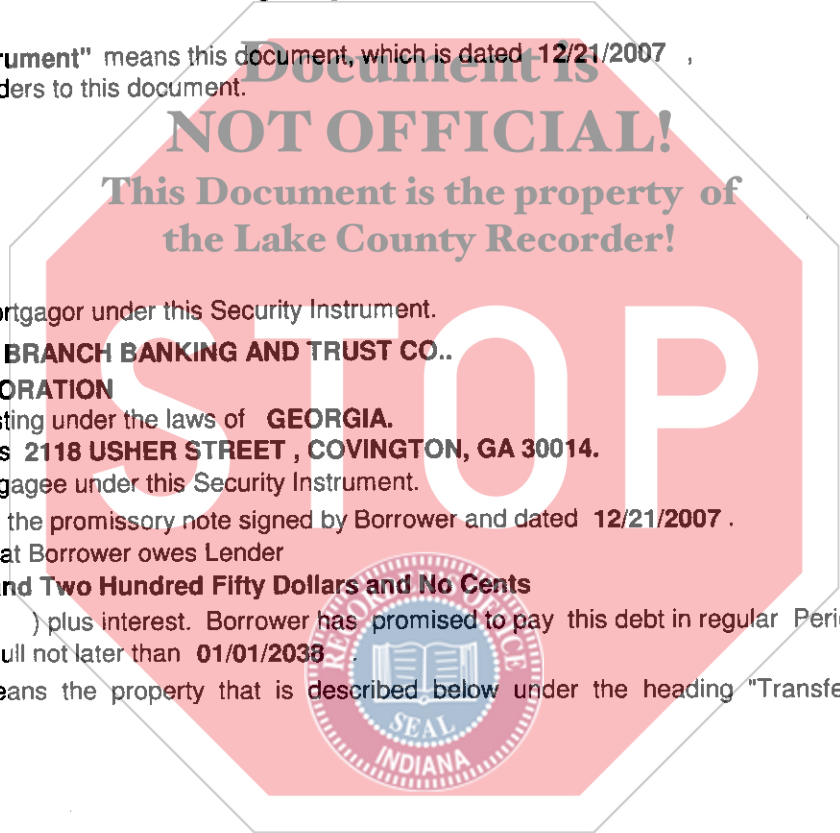 rument" means this document, which is dated 12/21/2007 ,
ders to this document.
Document is
NOT OFFICIAL!
This Document is the property of
the Lake County Recorder!
STOP
ortgagor under this Security Instrument.
BRANCH BANKING AND TRUST CO..
ORATION
sting under the laws of GEORGIA.
s 2118 USHER STREET , COVINGTON, GA 30014.
gagee under this Security Instrument.
the promissory note signed by Borrower and dated 12/21/2007 .
at Borrower owes Lender
nd Two Hundred Fifty Dollars and No Cents
) plus interest. Borrower has promised to pay this debt in regular Peri
ull not later than 01/01/2038 .
eans the property that is described below under the heading "Transfe
RECORDER'S OFFICE
SEAL
INDIANA